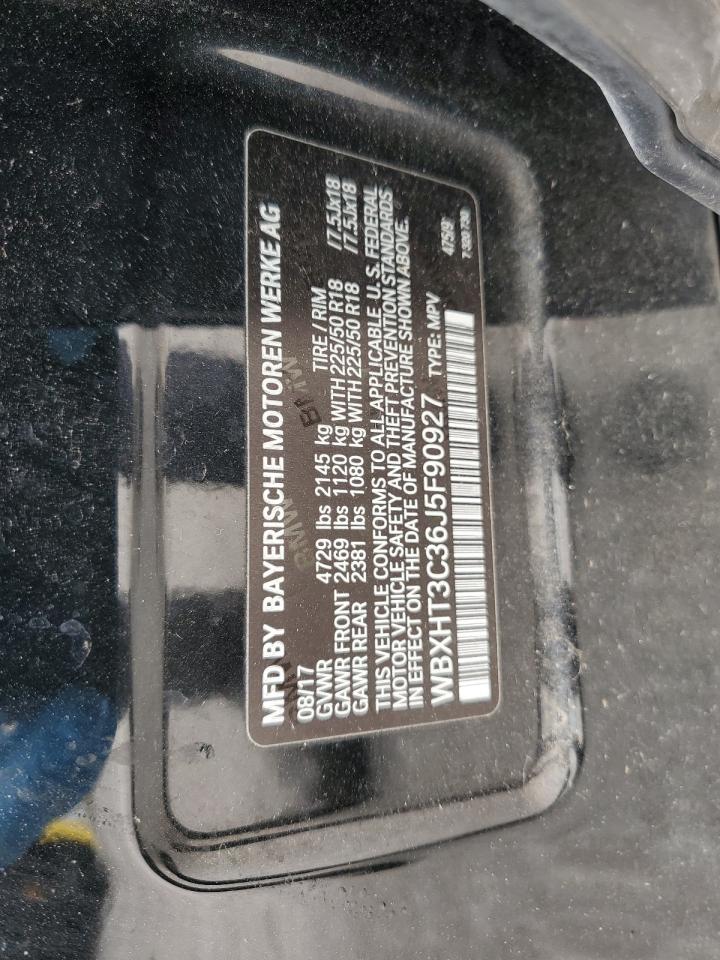 MFD BY BAYERISCHE MOTOREN WERKE AG
08/17
GVWR 4729 lbs 2145 kg TIRE / RIM
GAWR FRONT 2469 lbs 1120 kg WITH 225/50 R18 /7.5Jx18
GAWR REAR 2381 lbs 1080 kg WITH 225/50 R18 /7.5Jx18
THIS VEHICLE CONFORMS TO ALL APPLICABLE U.S. FEDERAL
MOTOR VEHICLE SAFETY AND THEFT PREVENTION STANDARDS
IN EFFECT ON THE DATE OF MANUFACTURE SHOWN ABOVE.
WBXHT3C36J5F90927 TYPE: MPV 475/9